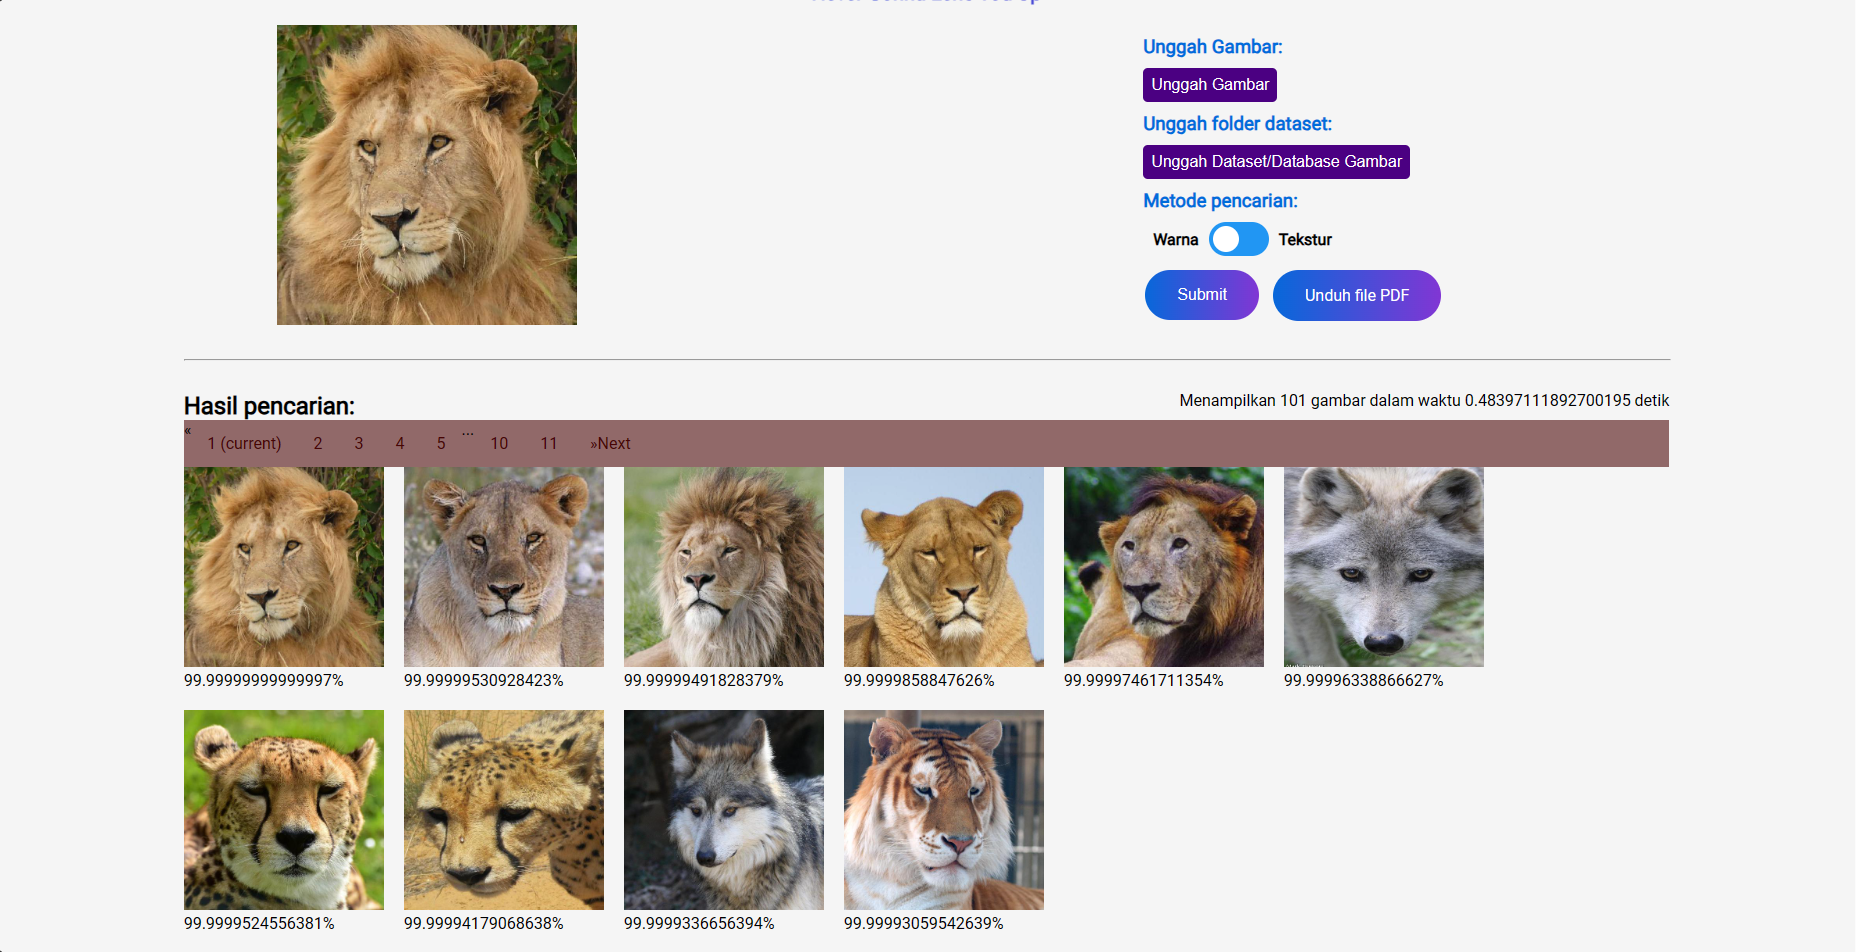 Unggah Gambar:
Unggah Gambar
Unggah folder dataset:
Unggah Dataset/Database Gambar
Metode pencarian:
Warna Tekstur
Submit Unduh file PDF
Hasil pencarian:
Menampilkan 101 gambar dalam waktu 0.48397111892700195 detik
« 1 (current) 2 3 4 5 ... 10 11 »Next
99.99999999999997% 99.99999530928423% 99.99999491828379% 99.9999858847626% 99.99997461711354% 99.99996338866627%
99.9999524556381% 99.99994179068638% 99.9999336656394% 99.99993059542639%